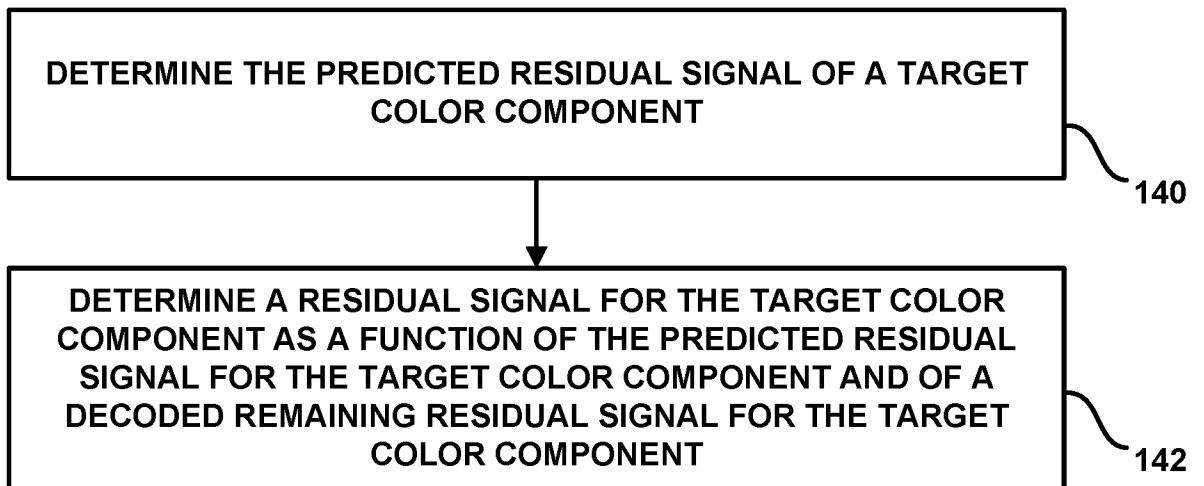 DETERMINE THE PREDICTED RESIDUAL SIGNAL OF A TARGET
COLOR COMPONENT
140
DETERMINE A RESIDUAL SIGNAL FOR THE TARGET COLOR
COMPONENT AS A FUNCTION OF THE PREDICTED RESIDUAL
SIGNAL FOR THE TARGET COLOR COMPONENT AND OF A
DECODED REMAINING RESIDUAL SIGNAL FOR THE TARGET
COLOR COMPONENT
142